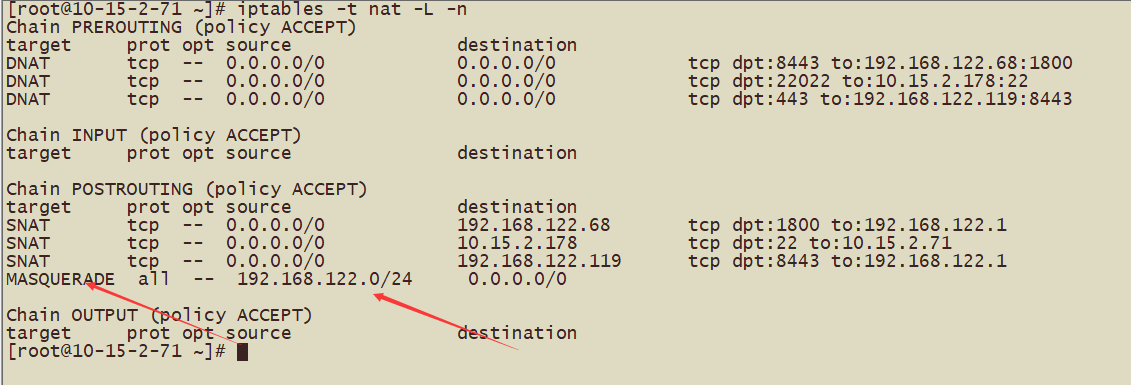 [root@10-15-2-71 ~]# iptables -t nat -L -n
Chain PREROUTING (policy ACCEPT)
target     prot opt source               destination
DNAT       tcp  --  0.0.0.0/0            0.0.0.0/0            tcp dpt:8443 to:192.168.122.68:1800
DNAT       tcp  --  0.0.0.0/0            0.0.0.0/0            tcp dpt:22022 to:10.15.2.178:22
DNAT       tcp  --  0.0.0.0/0            0.0.0.0/0            tcp dpt:443 to:192.168.122.119:8443
Chain INPUT (policy ACCEPT)
target     prot opt source               destination
Chain POSTROUTING (policy ACCEPT)
target     prot opt source               destination
SNAT       tcp  --  0.0.0.0/0            192.168.122.68       tcp dpt:1800 to:192.168.122.1
SNAT       tcp  --  0.0.0.0/0            10.15.2.178          tcp dpt:22 to:10.15.2.71
SNAT       tcp  --  0.0.0.0/0            192.168.122.119      tcp dpt:8443 to:192.168.122.1
MASQUERADE  all  --  192.168.122.0/24     0.0.0.0/0
Chain OUTPUT (policy ACCEPT)
target     prot opt source               destination
[root@10-15-2-71 ~]#